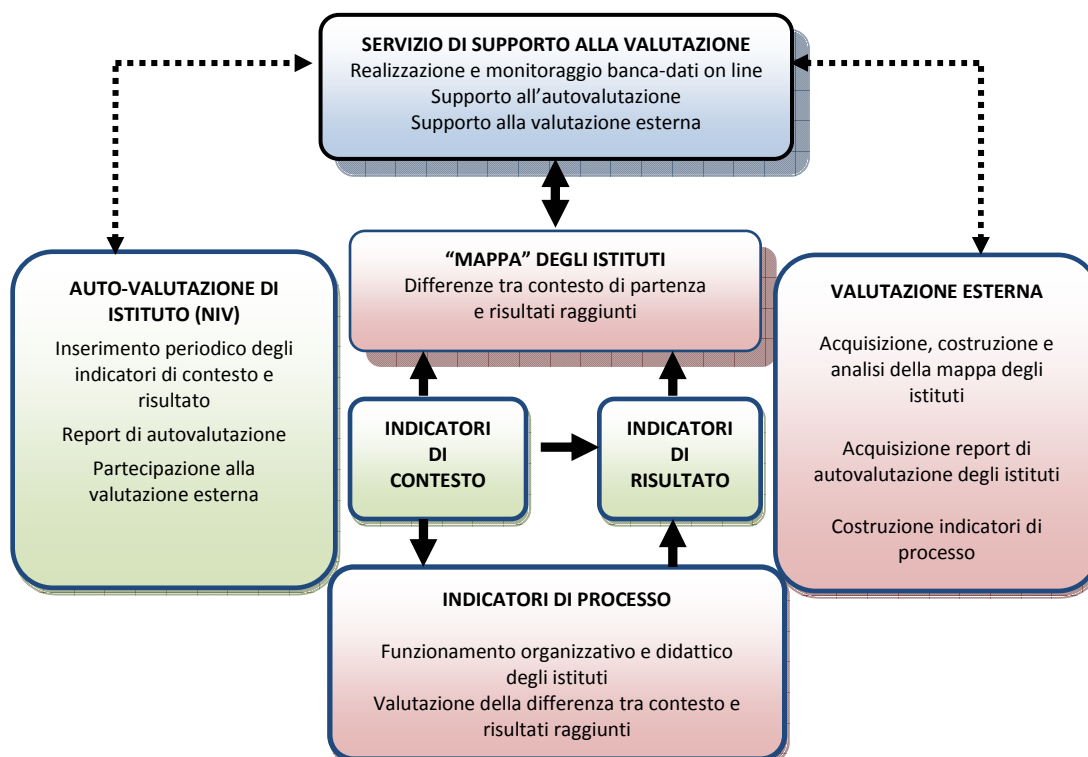 SERVIZIO DI SUPPORTO ALLA VALUTAZIONE
Realizzazione e monitoraggio banca-dati on line
Supporto all'autovalutazione
Supporto alla valutazione esterna
"MAPPA" DEGLI ISTITUTI
Differenze tra contesto di partenza
e risultati raggiunti
AUTO-VALUTAZIONE DI
ISTITUTO (NIV)
Inserimento periodico degli
indicatori di contesto e
risultato
Report di autovalutazione
Partecipazione alla
valutazione esterna
INDICATORI
DI
CONTESTO
INDICATORI
DI
RISULTATO
VALUTAZIONE ESTERNA
Acquisizione, costruzione e
analisi della mappa degli
istituti
Acquisizione report di
autovalutazione degli istituti
Costruzione indicatori di
processo
INDICATORI DI PROCESSO
Funzionamento organizzativo e didattico
degli istituti
Valutazione della differenza tra contesto e
risultati raggiunti